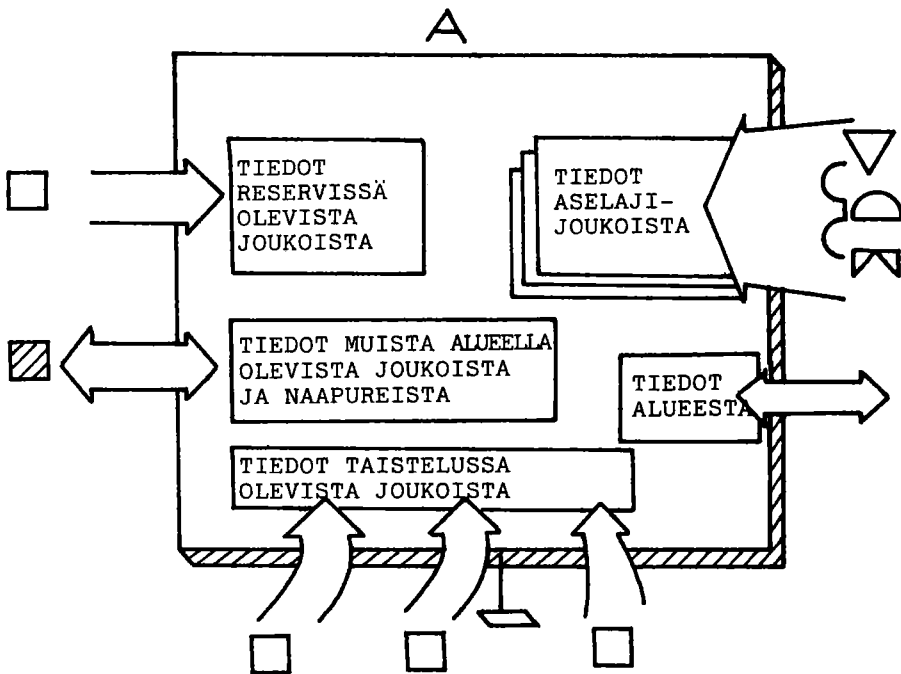 A
TIEDOT
RESERVISSÄ
OLEVISTA
JOUKOISTA
TIEDOT
ASELAJI-
JOUKOISTA
TIEDOT MUISTA ALUEELLA
OLEVISTA JOUKOISTA
JA NAAPUREISTA
TIEDOT
ALUEESTA
TIEDOT TAISTELUSSA
OLEVISTA JOUKOISTA